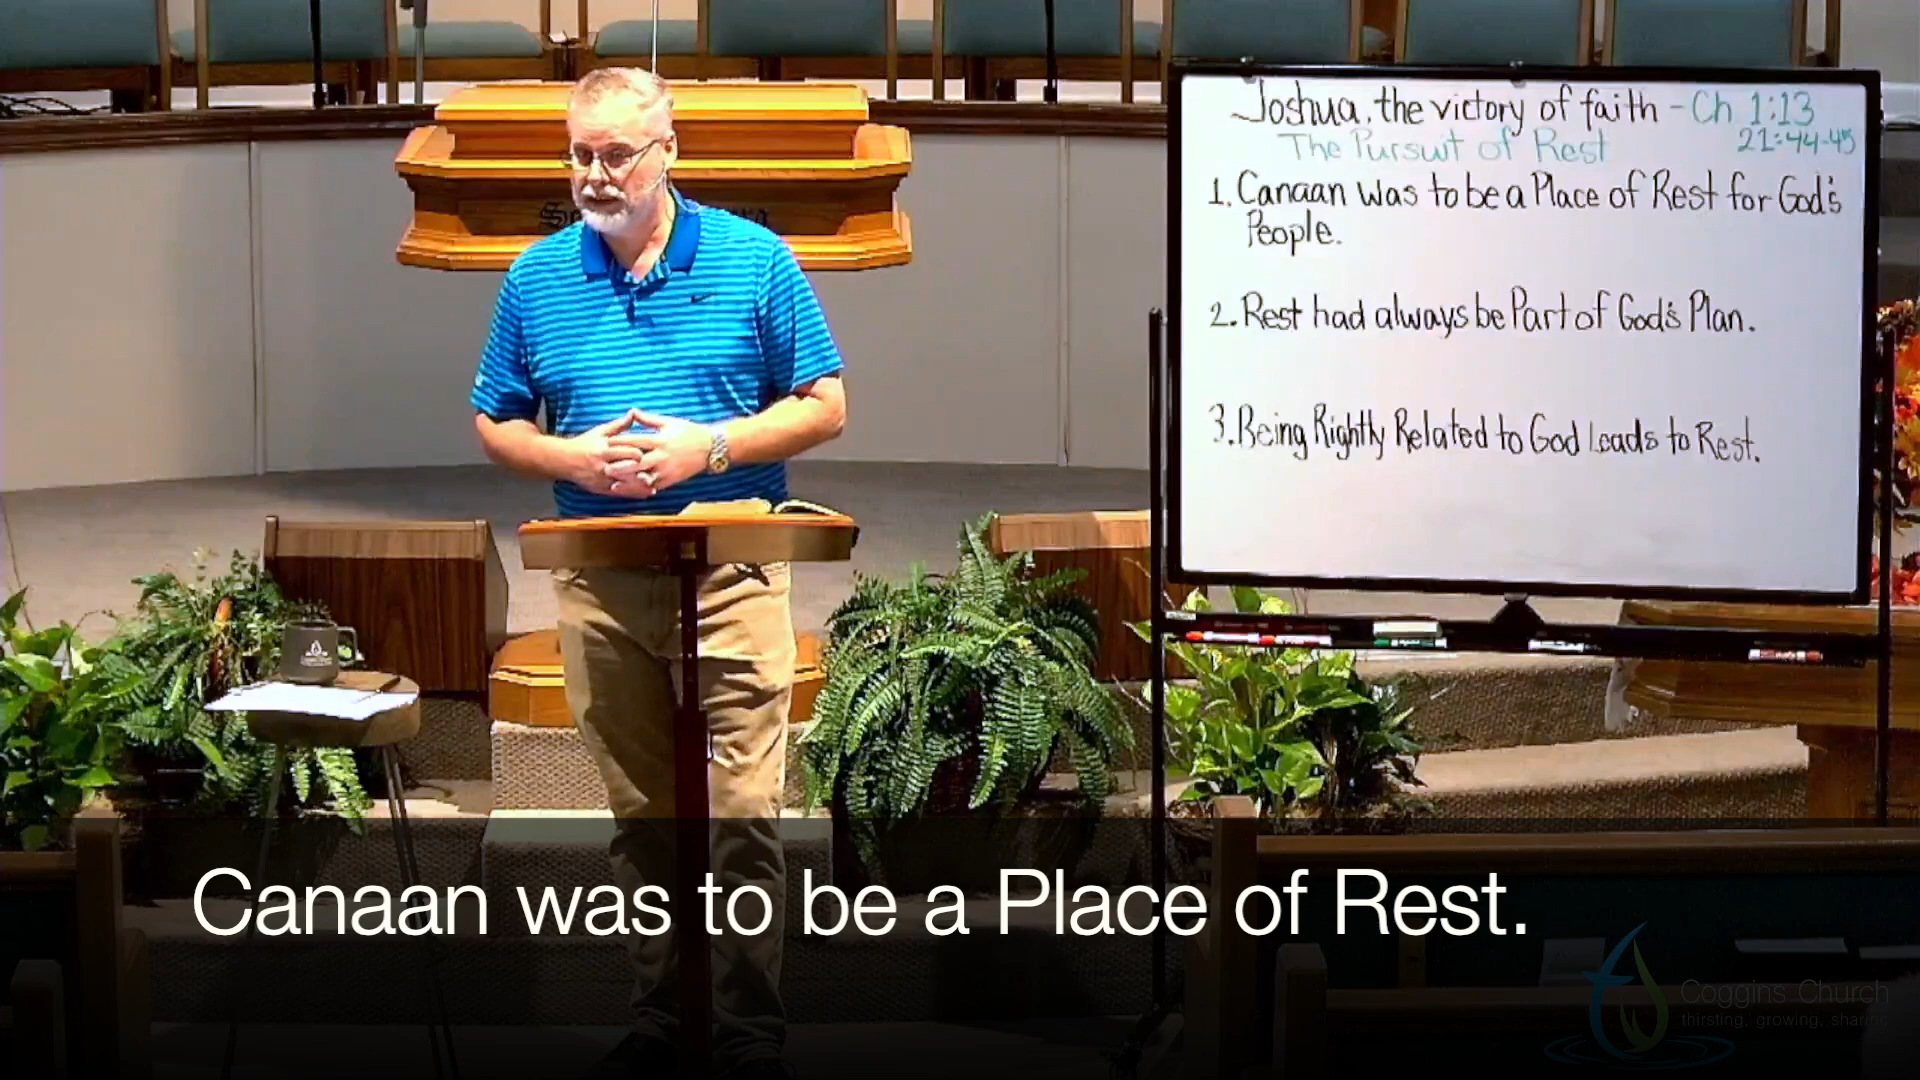 Joshua, the victory of faith - Ch 1:13
The Pursuit of Rest 21:44-45
1. Canaan was to be a Place of Rest for God's
People.
2. Rest had always be Part of God's Plan.
3. Being Rightly Related to God Leads to Rest.
Canaan was to be a Place of Rest.
Coggins Church
thirsting, growing, sharing